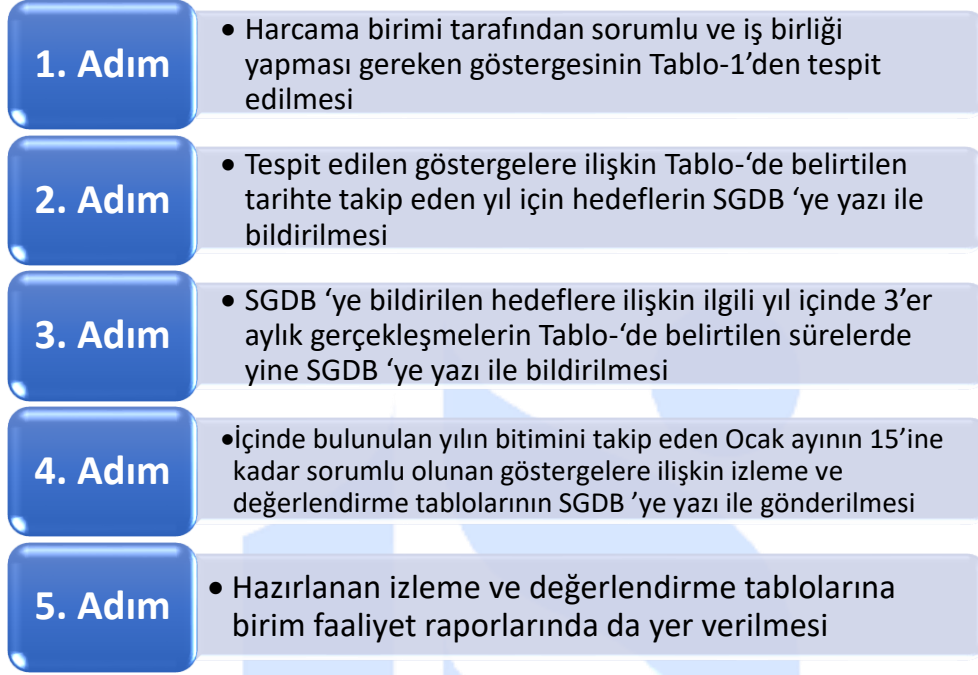 1. Adım
• Harcama birimi tarafından sorumlu ve iş birliği
yapması gereken göstergesinin Tablo-1’den tespit
edilmesi
2. Adım
• Tespit edilen göstergelere ilişkin Tablo-‘de belirtilen
tarihte takip eden yıl için hedeflerin SGDB ‘ye yazı ile
bildirilmesi
3. Adım
• SGDB ‘ye bildirilen hedeflere ilişkin ilgili yıl içinde 3’er
aylık gerçekleşmelerin Tablo-‘de belirtilen sürelerde
yine SGDB ‘ye yazı ile bildirilmesi
4. Adım
•İçinde bulunulan yılın bitimini takip eden Ocak ayının 15’ine
kadar sorumlu olunan göstergelere ilişkin izleme ve
değerlendirme tablolarının SGDB ’ye yazı ile gönderilmesi
5. Adım
• Hazırlanan izleme ve değerlendirme tablolarına
birim faaliyet raporlarında da yer verilmesi